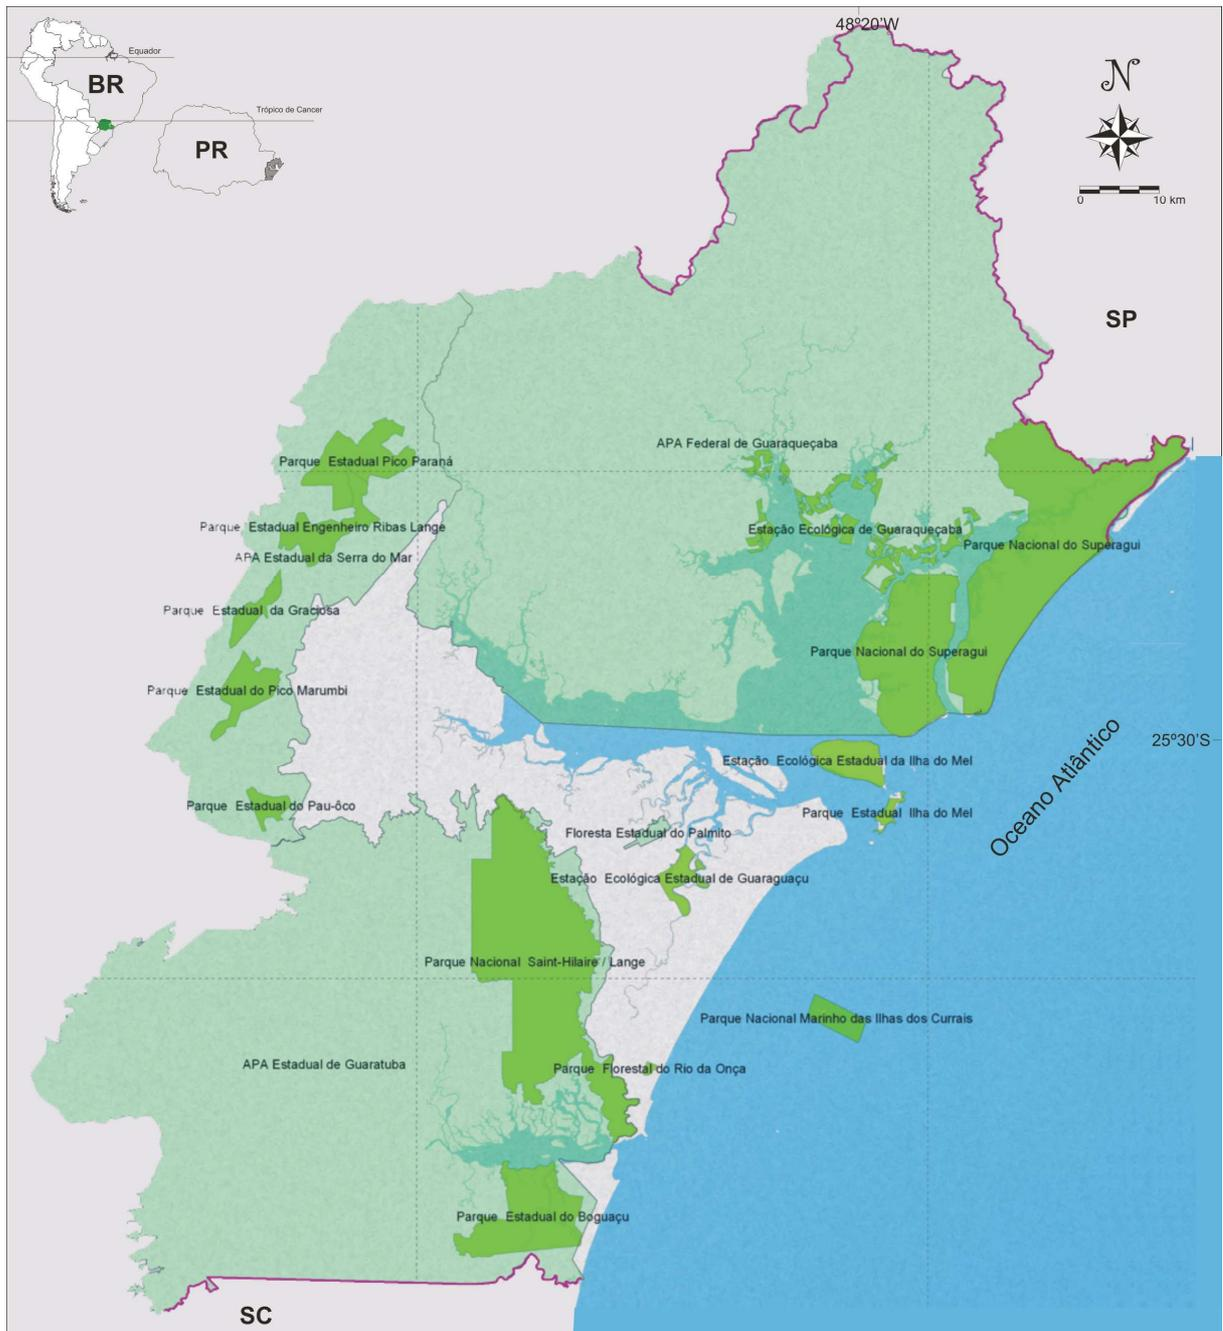 48º20'W
Equador
BR
N
Trópico de Cancer
PR
0 10 km
SP
APA Federal de Guaraqueçaba
Parque Estadual Pico Paraná
Parque Estadual Engenheiro Ribas Lange
Estação Ecológica de Guaraqueçaba
Parque Nacional do Superagui
APA Estadual da Serra do Mar
Parque Estadual da Graciosa
Parque Nacional do Superagui
Parque Estadual do Pico Marumbi
25º30'S
Estação Ecológica Estadual da Ilha do Mel
Oceano Atlântico
Parque Estadual do Pau-ôco
Parque Estadual Ilha do Mel
Floresta Estadual do Palmito
Estação Ecológica Estadual de Guaraguaçu
Parque Nacional Saint-Hilaire / Lange
Parque Nacional Marinho das Ilhas dos Currais
APA Estadual de Guaratuba
Parque Florestal do Rio da Onça
Parque Estadual do Boguaçu
SC